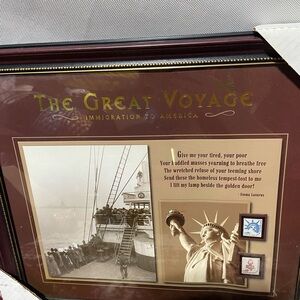 THE GREAT VOYAGE
IMMIGRATION TO AMERICA
Give me your tired, your poor
Your huddled masses yearning to breathe free
The wretched refuse of your teeming shore
Send these the homeless tempest-tost to me
I lift my lamp beside the golden door!
- Emma Lazarus